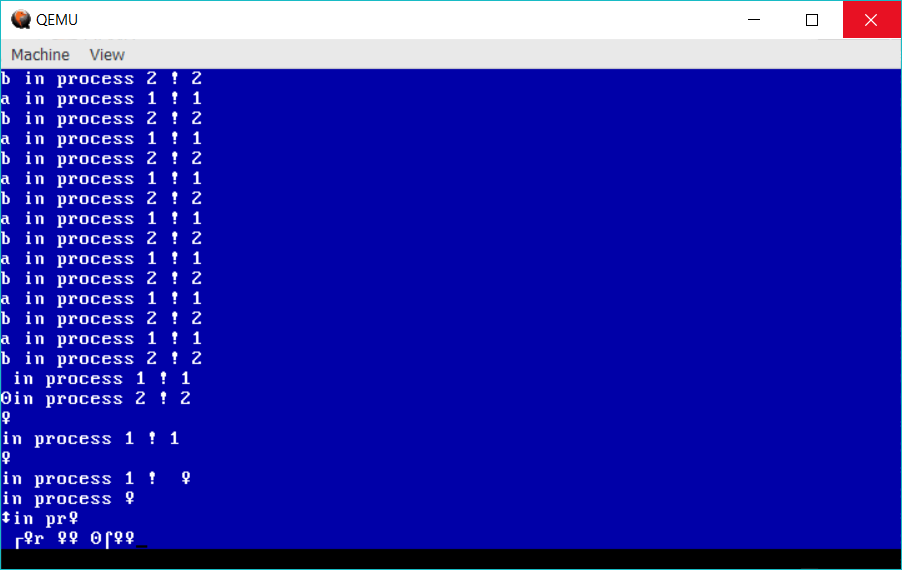 QEMU
Machine View
b in process 2 ! 2
a in process 1 ! 1
b in process 2 ! 2
a in process 1 ! 1
b in process 2 ! 2
a in process 1 ! 1
b in process 2 ! 2
a in process 1 ! 1
b in process 2 ! 2
a in process 1 ! 1
b in process 2 ! 2
a in process 1 ! 1
b in process 2 ! 2
a in process 1 ! 1
b in process 2 ! 2
 in process 1 ! 1
ʘin process 2 ! 2
♀
in process 1 ! 1
♀
in process 1 !  ♀
in process ♀
↕in pr♀
 ┌♀r ♀♀ ʘ⌠♀♀_